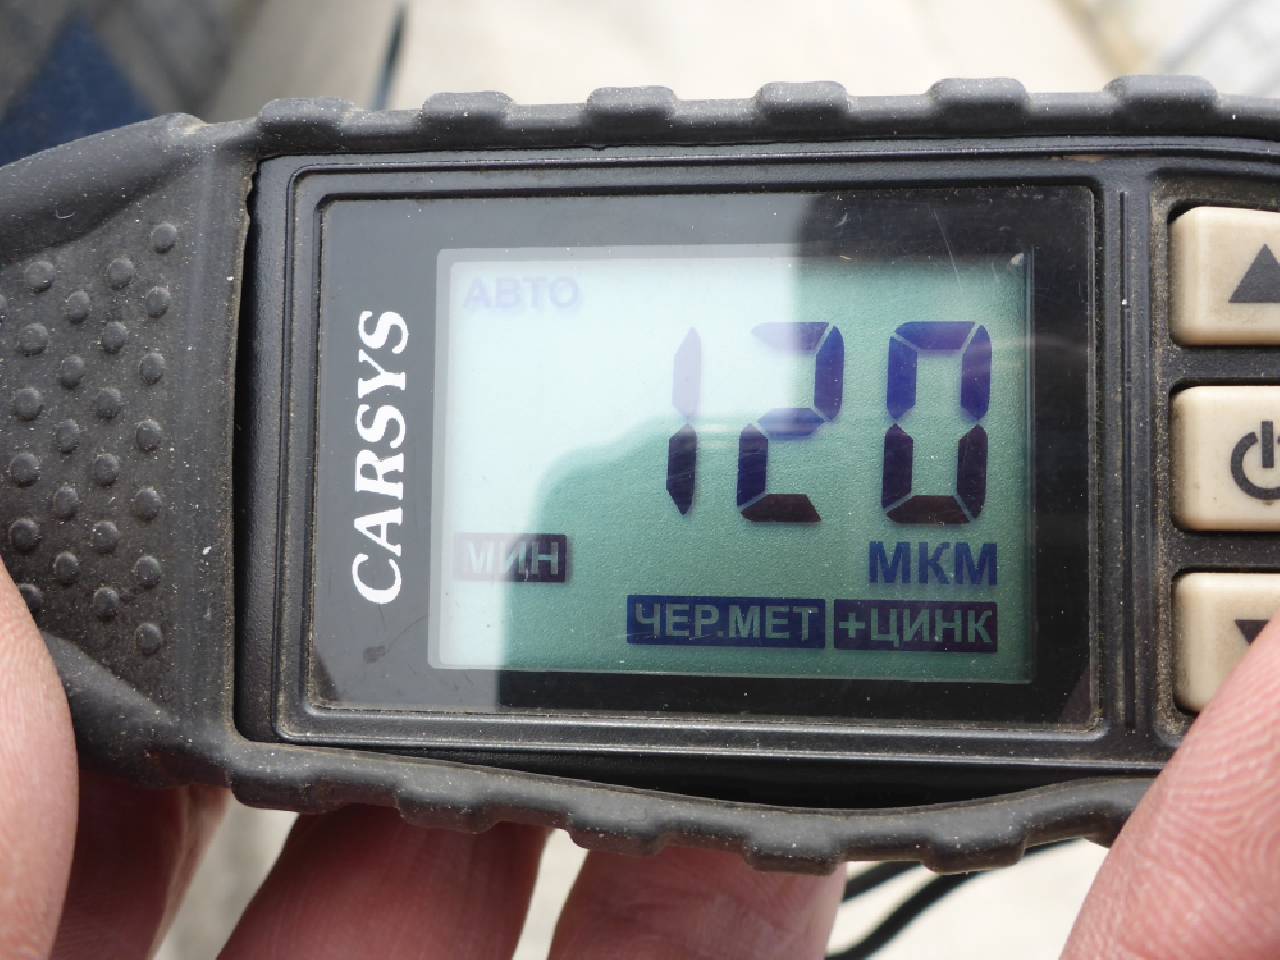 CARSYS
АВТО
120
МИН
МКМ
ЧЕР.МЕТ +ЦИНК